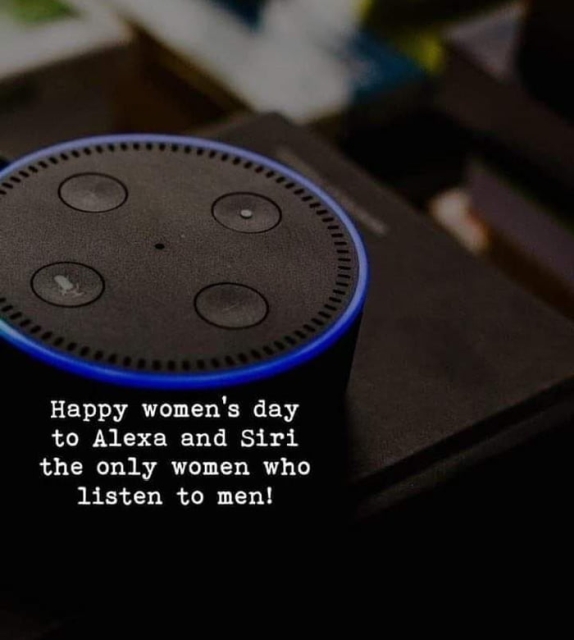 Happy women's day
to Alexa and Siri
the only women who
listen to men!